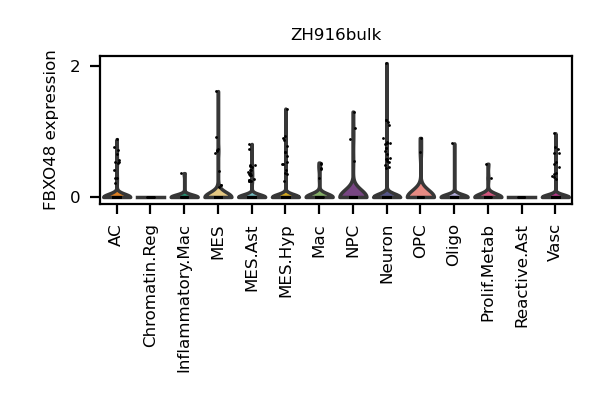 ZH916bulk
FBXO48 expression
2
0
AC
Chromatin.Reg
Inflammatory.Mac
MES
MES.Ast
MES.Hyp
Mac
NPC
Neuron
OPC
Oligo
Prolif.Metab
Reactive.Ast
Vasc